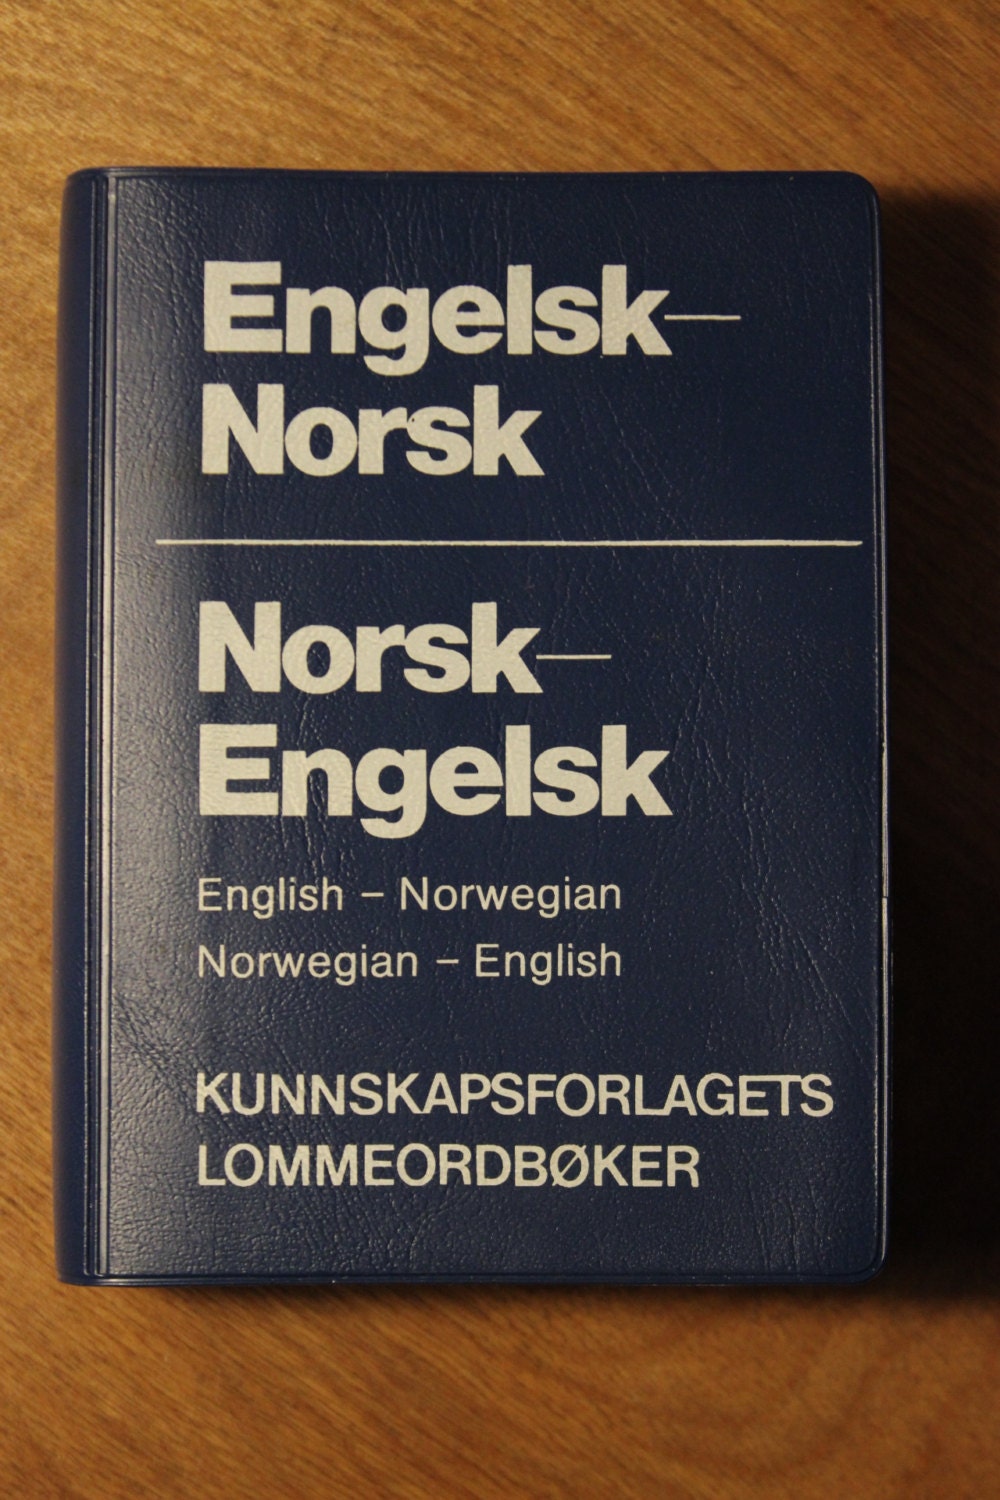 Engelsk—
Norsk
Norsk—
Engelsk
English – Norwegian
Norwegian – English
KUNNSKAPSFORLAGETS
LOMMEORDBØKER